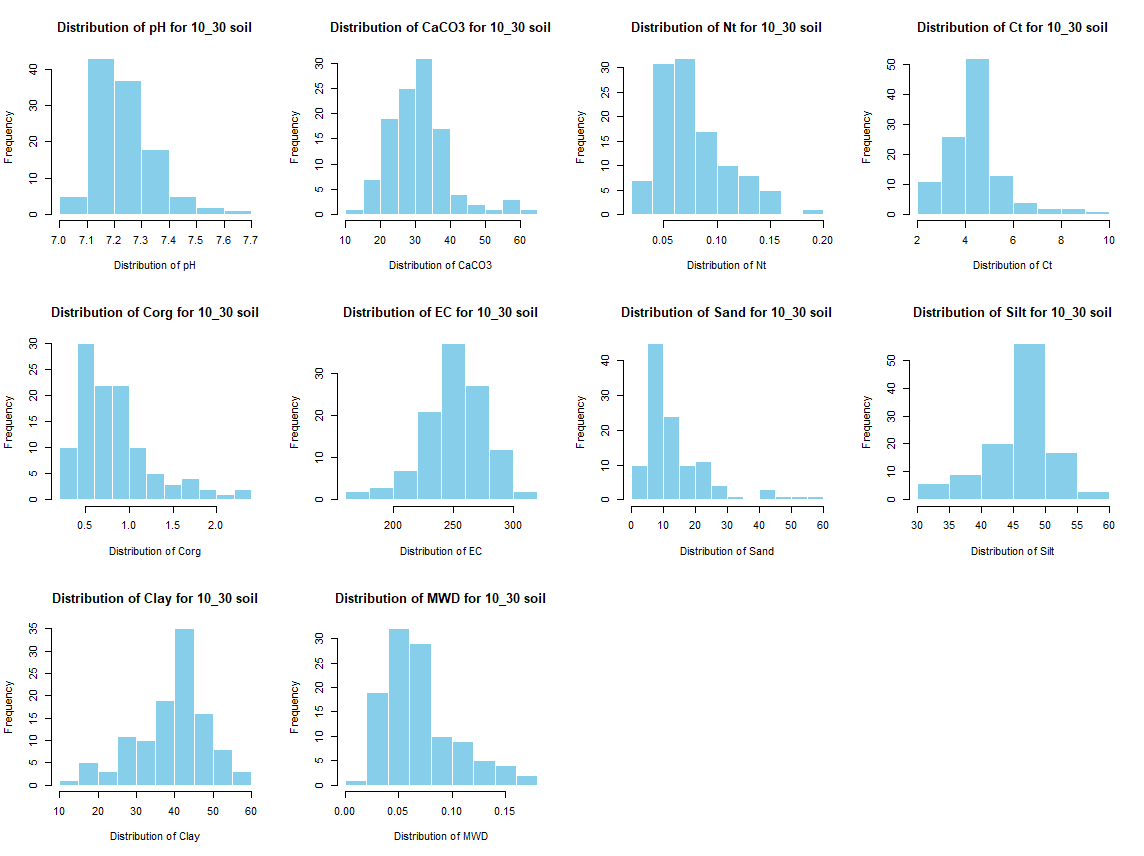 Distribution of pH for 10_30 soil
Frequency
0 10 20 30 40
7.0 7.1 7.2 7.3 7.4 7.5 7.6 7.7
Distribution of pH
Distribution of CaCO3 for 10_30 soil
Frequency
0 5 10 15 20 25 30
10 20 30 40 50 60
Distribution of CaCO3
Distribution of Nt for 10_30 soil
Frequency
0 5 10 15 20 25 30
0.05 0.10 0.15 0.20
Distribution of Nt
Distribution of Ct for 10_30 soil
Frequency
0 10 20 30 40 50
2 4 6 8 10
Distribution of Ct
Distribution of Corg for 10_30 soil
Frequency
0 5 10 15 20 25 30
0.5 1.0 1.5 2.0
Distribution of Corg
Distribution of EC for 10_30 soil
Frequency
0 10 20 30
200 250 300
Distribution of EC
Distribution of Sand for 10_30 soil
Frequency
0 10 20 30 40
0 10 20 30 40 50 60
Distribution of Sand
Distribution of Silt for 10_30 soil
Frequency
0 10 20 30 40 50
30 35 40 45 50 55 60
Distribution of Silt
Distribution of Clay for 10_30 soil
Frequency
0 5 10 15 20 25 30 35
10 20 30 40 50 60
Distribution of Clay
Distribution of MWD for 10_30 soil
Frequency
0 5 10 15 20 25 30
0.00 0.05 0.10 0.15
Distribution of MWD